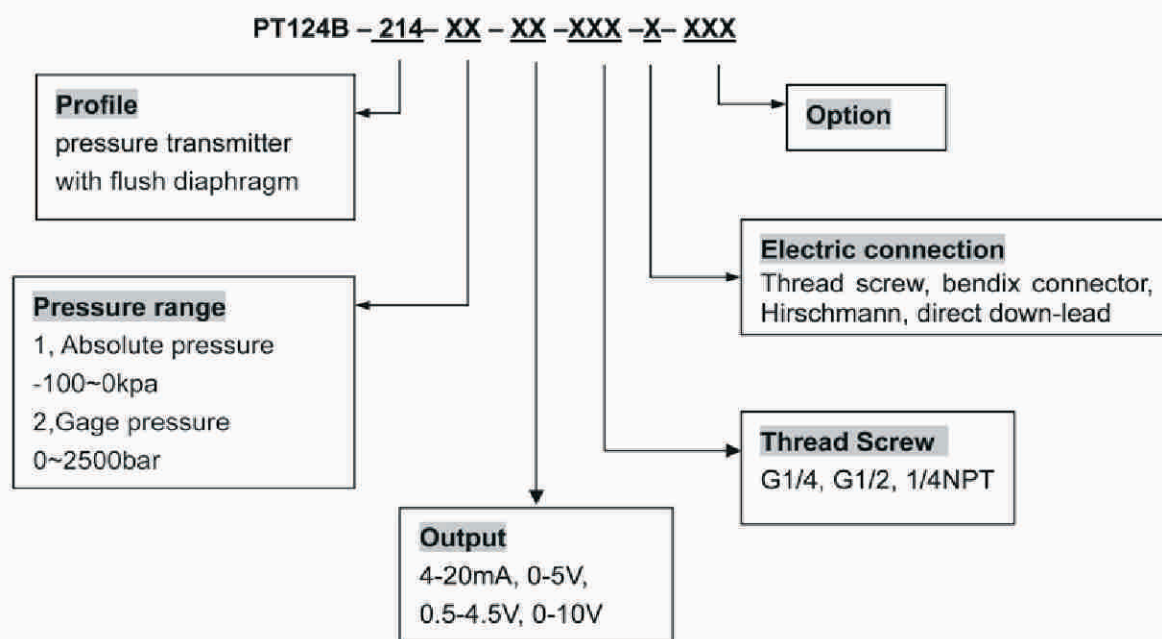 PT124B – 214– XX – XX –XXX –X– XXX
Profile
pressure transmitter
with flush diaphragm
Option
Electric connection
Thread screw, bendix connector,
Hirschmann, direct down-lead
Pressure range
1, Absolute pressure
-100~0kpa
2,Gage pressure
0~2500bar
Thread Screw
G1/4, G1/2, 1/4NPT
Output
4-20mA, 0-5V,
0.5-4.5V, 0-10V